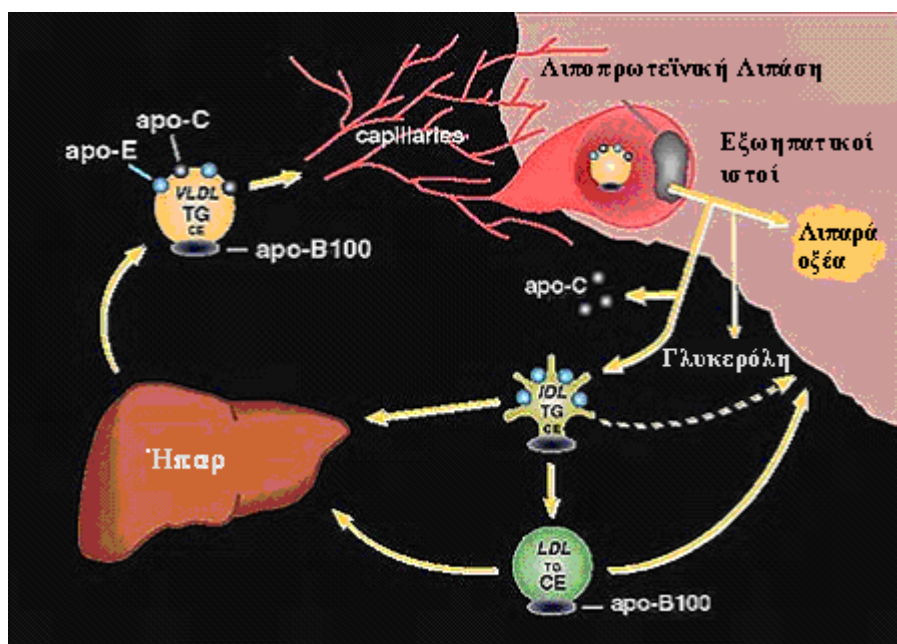 Λιποπρωτεϊνική Λιπάση
apo-C
capillaries
Εξωηπατικοί
ιστοί
apo-E
VLDL
TG
CE
apo-B100
Λιπαρά
οξέα
apo-C
Γλυκερόλη
IDL
TG
CE
Ήπαρ
LDL
TG
CE
apo-B100